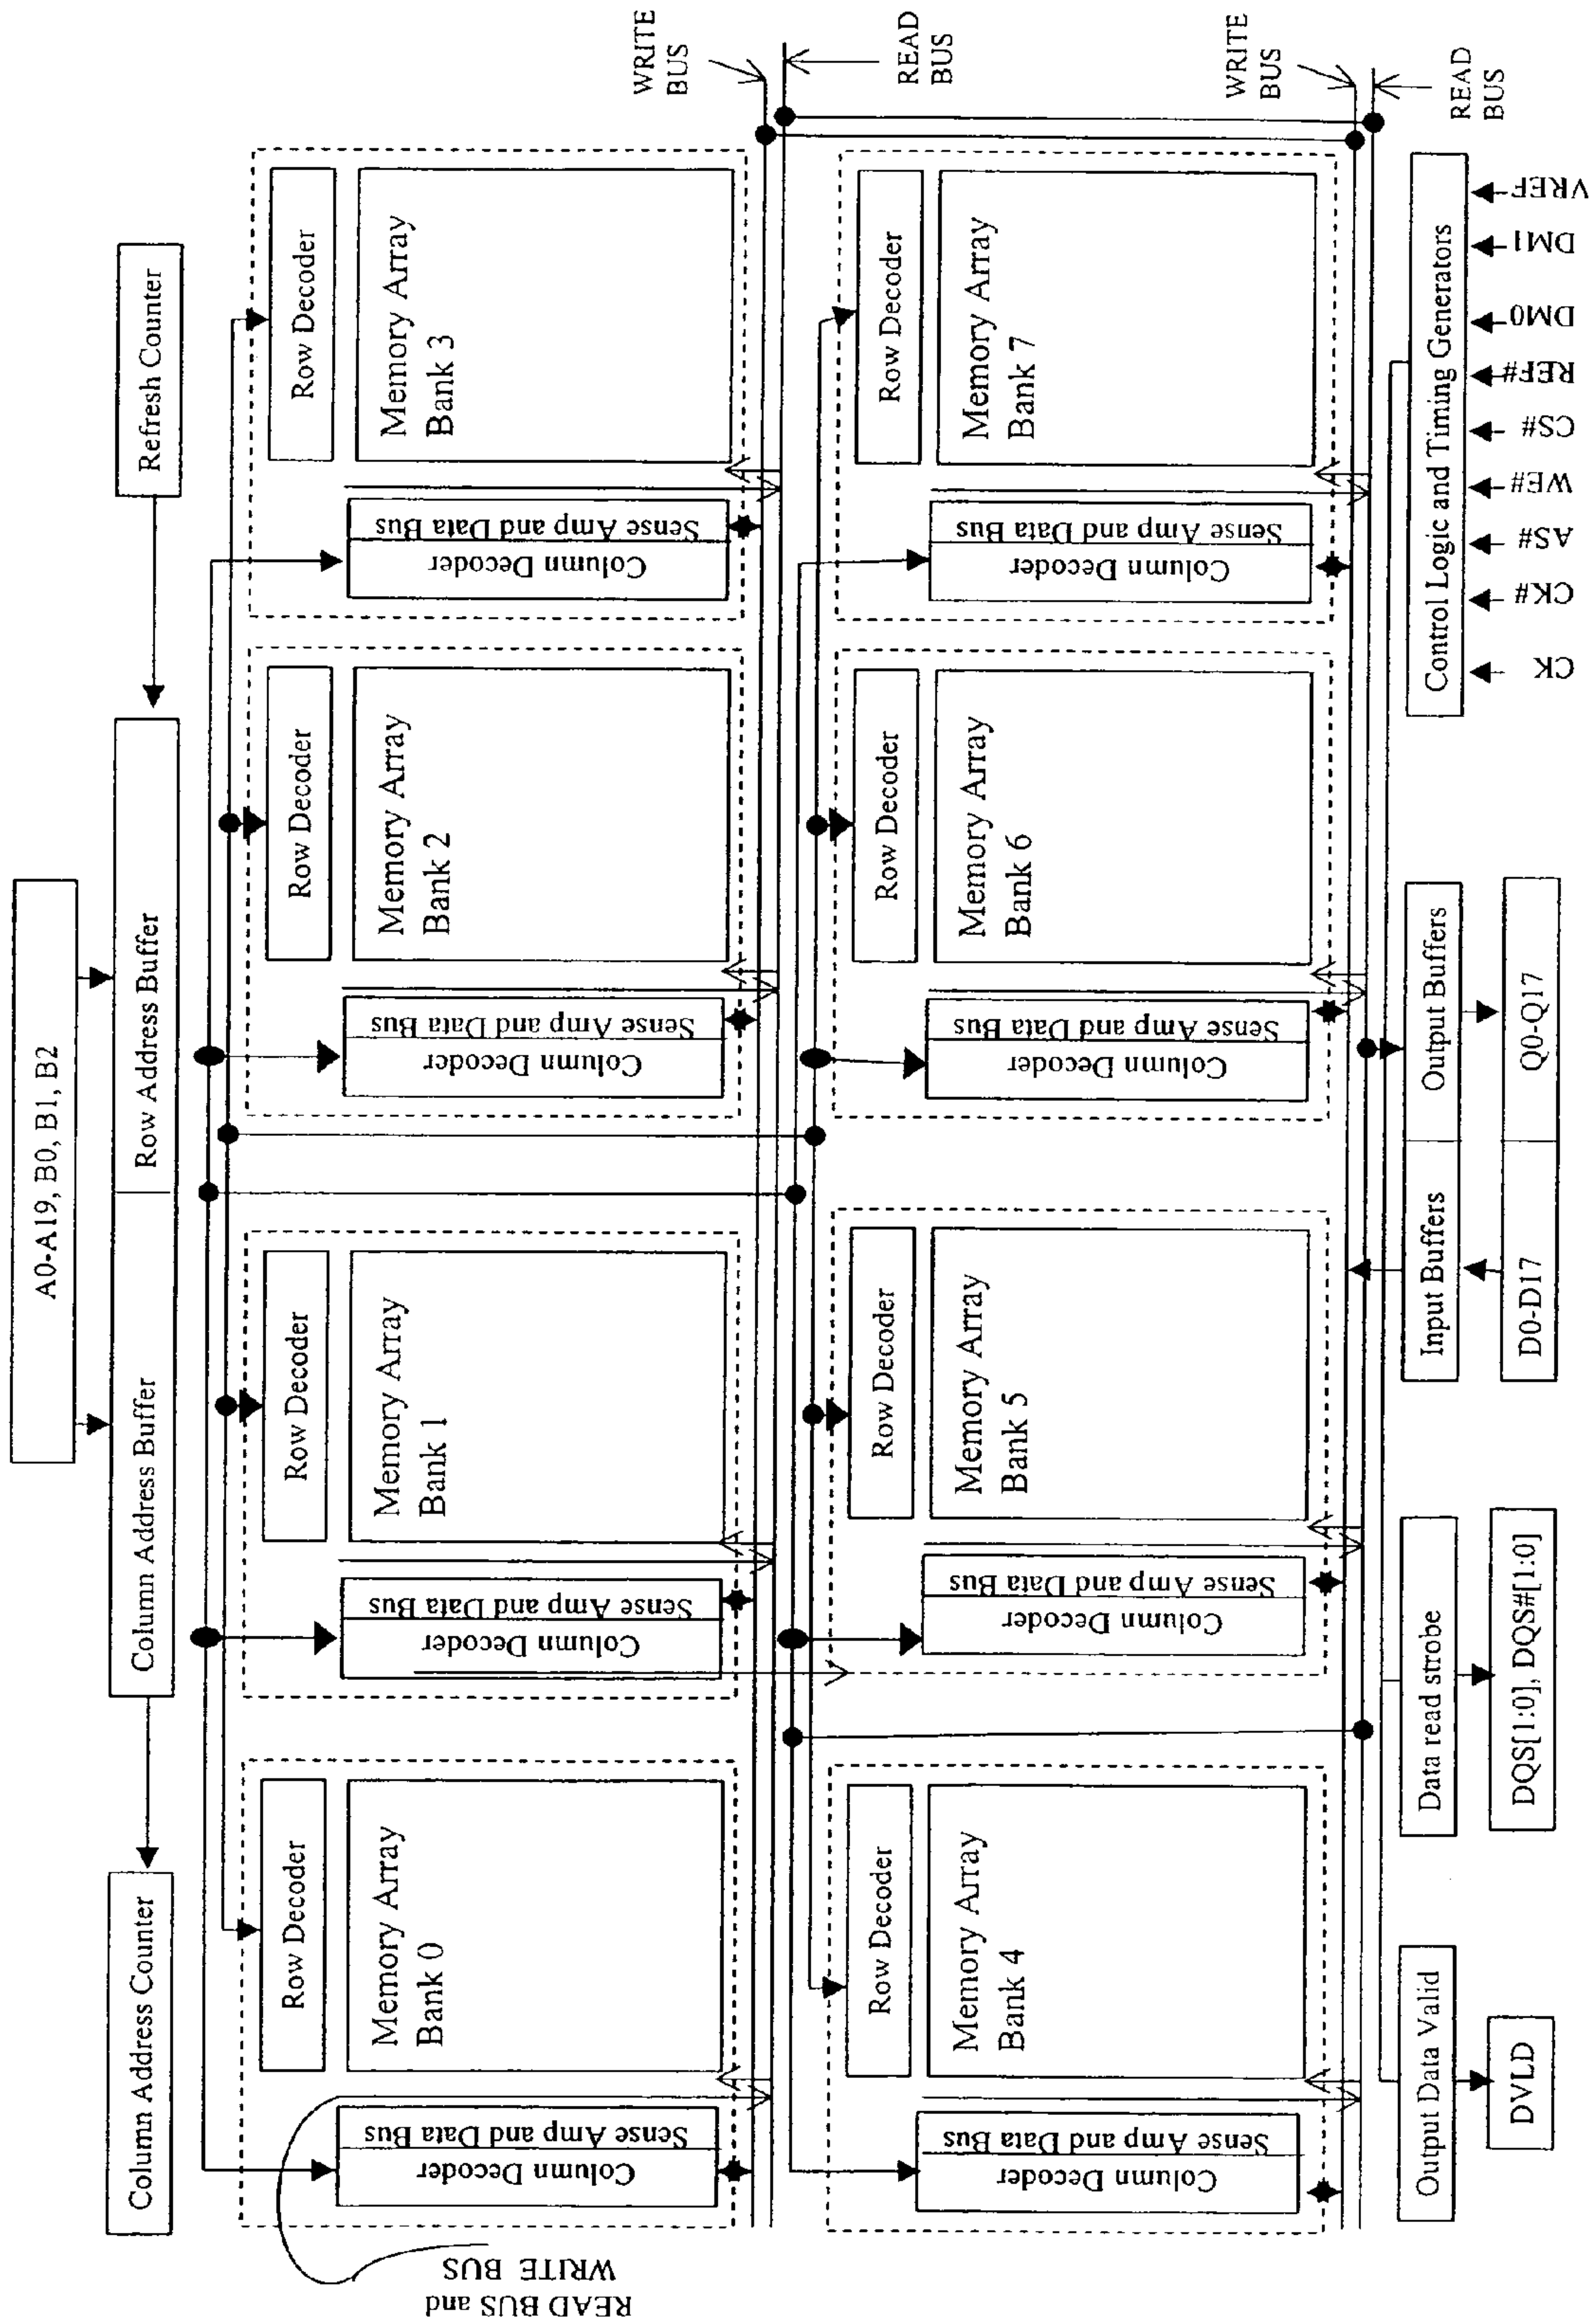 A0-A19, B0, B1, B2
Column Address Counter
Column Address Buffer
Row Address Buffer
Refresh Counter
Row Decoder
Memory Array
Bank 0
Column Decoder
Sense Amp and Data Bus
Row Decoder
Memory Array
Bank 1
Column Decoder
Sense Amp and Data Bus
Row Decoder
Memory Array
Bank 2
Column Decoder
Sense Amp and Data Bus
Row Decoder
Memory Array
Bank 3
Column Decoder
Sense Amp and Data Bus
READ BUS and
WRITE BUS
WRITE
BUS
READ
BUS
Row Decoder
Memory Array
Bank 4
Column Decoder
Sense Amp and Data Bus
Row Decoder
Memory Array
Bank 5
Column Decoder
Sense Amp and Data Bus
Row Decoder
Memory Array
Bank 6
Column Decoder
Sense Amp and Data Bus
Row Decoder
Memory Array
Bank 7
Column Decoder
Sense Amp and Data Bus
WRITE
BUS
READ
BUS
Output Data Valid
DVLD
Data read strobe
DQS[1:0], DQS#[1:0]
Input Buffers
Output Buffers
D0-D17
Q0-Q17
Control Logic and Timing Generators
CK
CK#
AS#
WE#
CS#
REF#
DM0
DM1
VREF